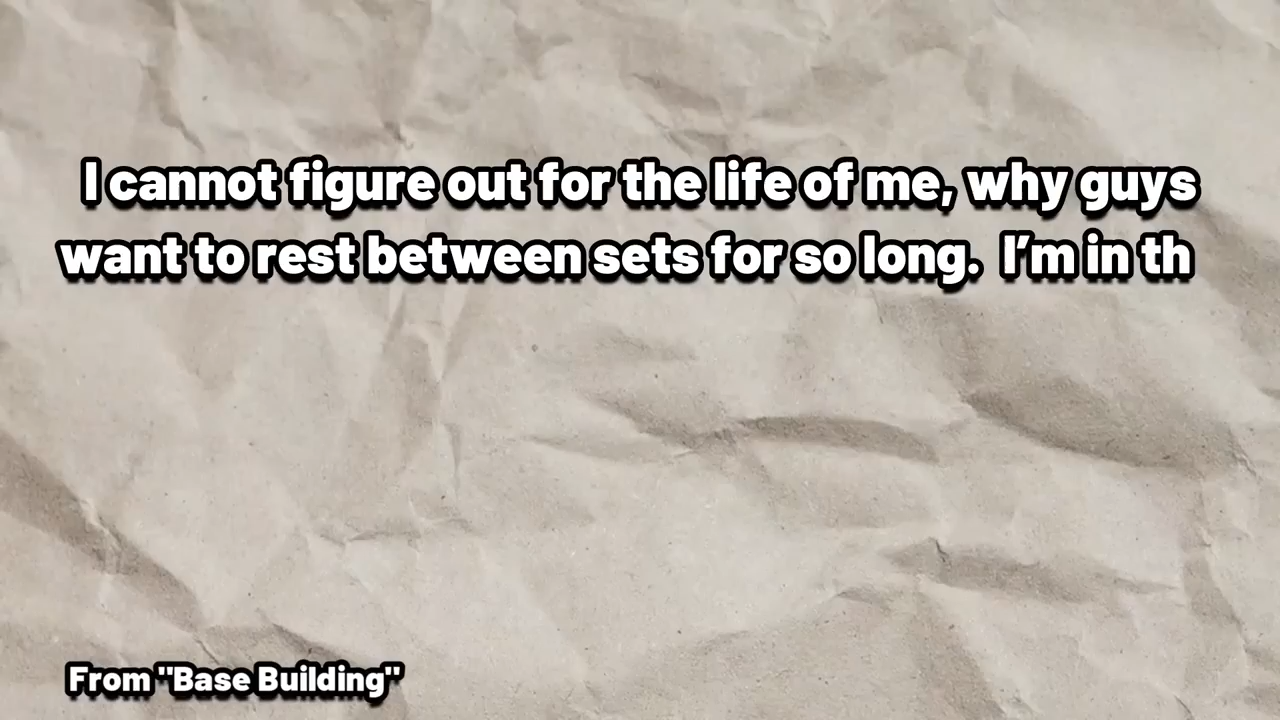 I cannot figure out for the life of me, why guys
want to rest between sets for so long.  I’m in th
From "Base Building"